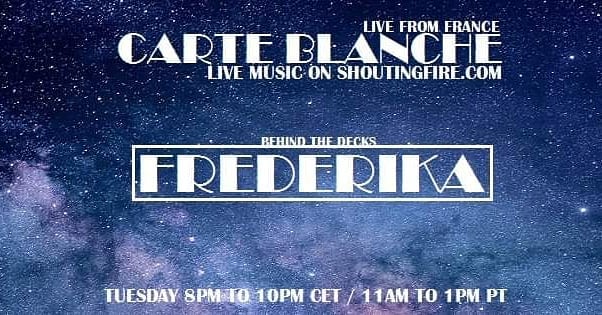 LIVE FROM FRANCE
CARTE BLANCHE
LIVE MUSIC ON SHOUTINGFIRE.COM
BEHIND THE DECKS
FREDERIKA
TUESDAY 8PM TO 10PM CET / 11AM TO 1PM PT